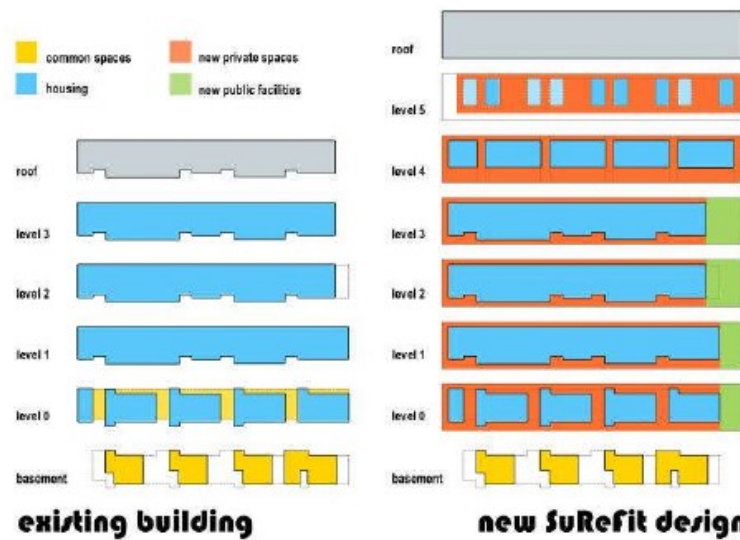 common spaces
housing
new private spaces
new public facilities
roof
level 3
level 2
level 1
level 0
basement
existing building
roof
level 5
level 4
level 3
level 2
level 1
level 0
basement
new SuReFit design